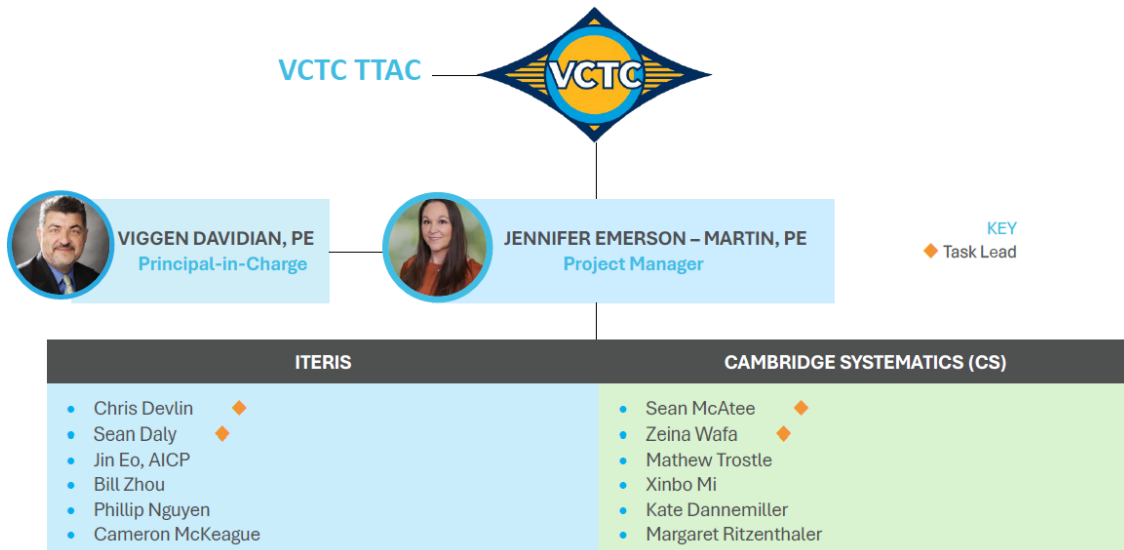 VCTC TTAC
VCTC
VIGGEN DAVIDIAN, PE
Principal-in-Charge
JENNIFER EMERSON – MARTIN, PE
Project Manager
KEY
Task Lead
ITERIS
Chris Devlin
Sean Daly
Jin Eo, AICP
Bill Zhou
Phillip Nguyen
Cameron McKeague
CAMBRIDGE SYSTEMATICS (CS)
Sean McAtee
Zeina Wafa
Mathew Trostle
Xinbo Mi
Kate Dannemiller
Margaret Ritzenthaler